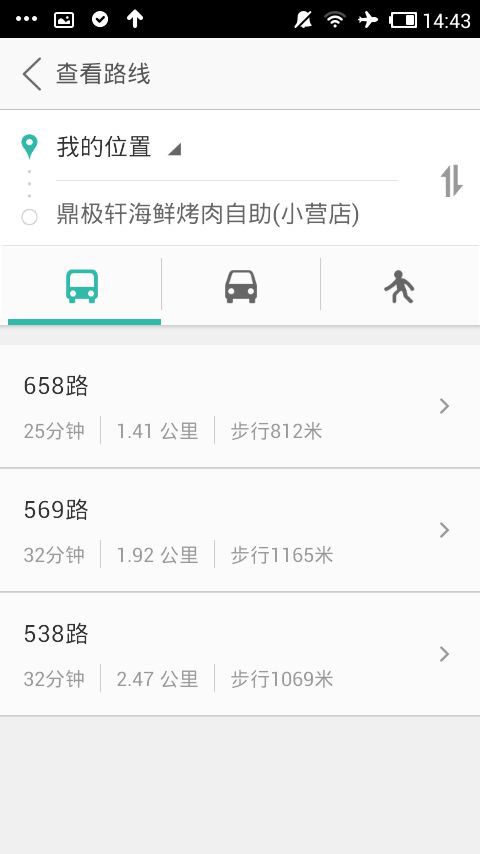 14:43
查看路线
我的位置
鼎极轩海鲜烤肉自助(小营店)
658路
25分钟 1.41 公里 步行812米
569路
32分钟 1.92 公里 步行1165米
538路
32分钟 2.47 公里 步行1069米